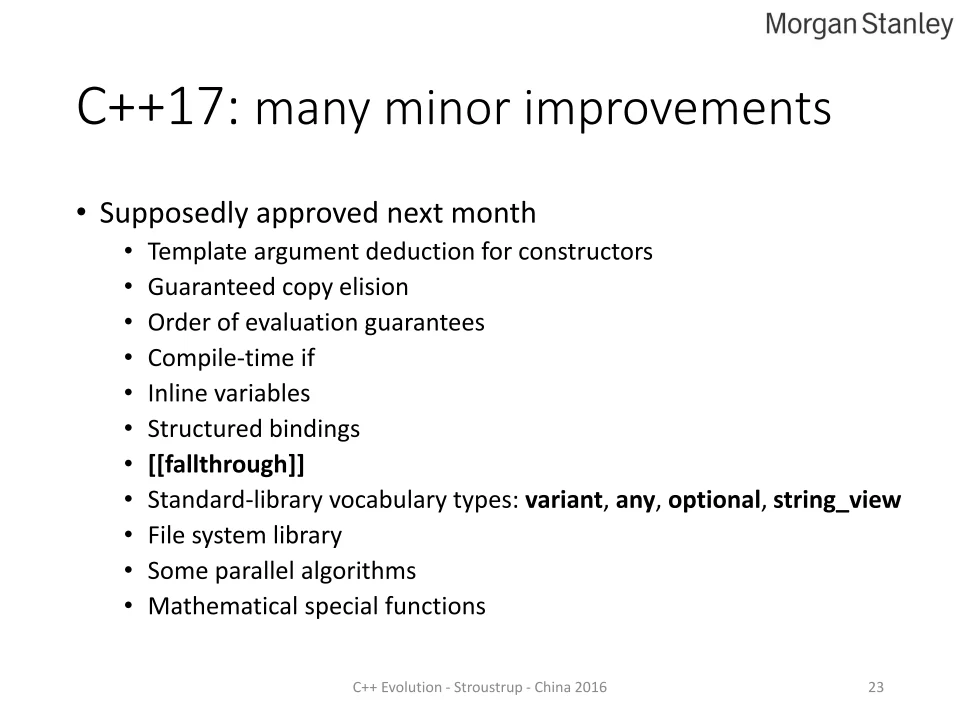 Morgan Stanley
C++17: many minor improvements
• Supposedly approved next month
• Template argument deduction for constructors
• Guaranteed copy elision
• Order of evaluation guarantees
• Compile-time if
• Inline variables
• Structured bindings
• [[fallthrough]]
• Standard-library vocabulary types: variant, any, optional, string_view
• File system library
• Some parallel algorithms
• Mathematical special functions
C++ Evolution - Stroustrup - China 2016
23